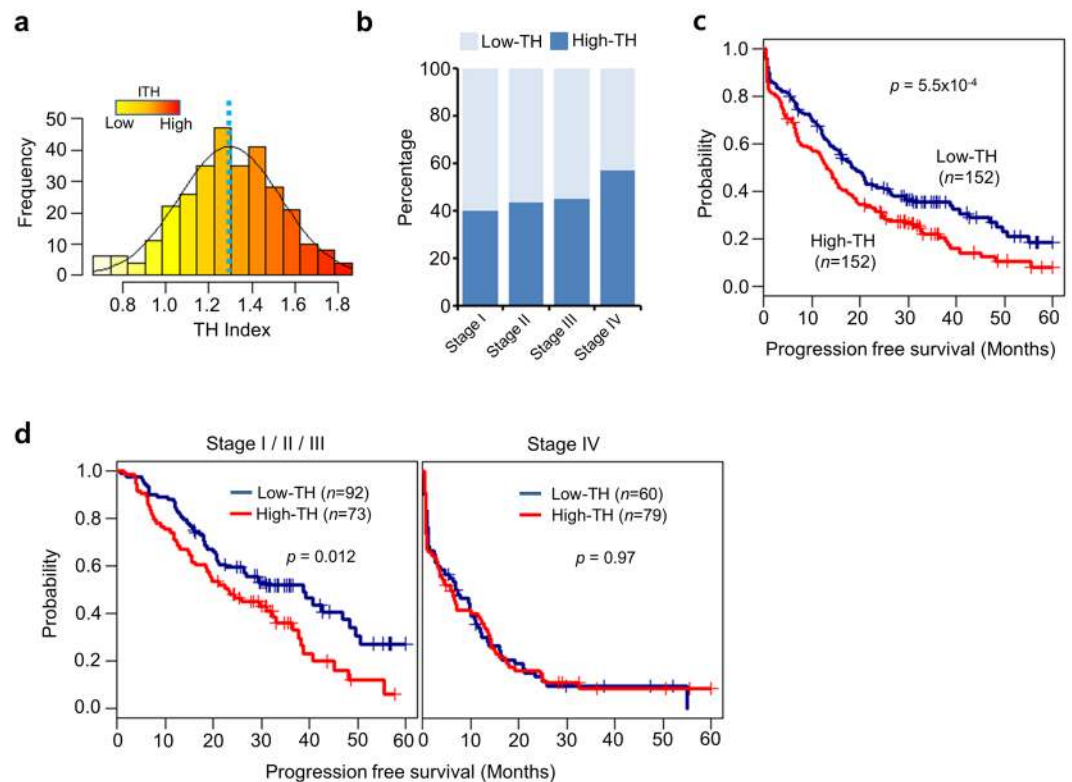 a
ITH
Low High
50
40
30
20
10
0
Frequency
0.8 1.0 1.2 1.4 1.6 1.8
TH Index
b
Low-TH High-TH
100
80
60
40
20
0
Percentage
Stage I
Stage II
Stage III
Stage IV
c
1.0
0.8
0.6
0.4
0.2
0.0
Probability
p = 5.5x10-4
Low-TH
(n=152)
High-TH
(n=152)
0 10 20 30 40 50 60
Progression free survival (Months)
d
Stage I / II / III
Stage IV
1.0
0.8
0.6
0.4
0.2
0.0
Probability
Low-TH (n=92)
High-TH (n=73)
p = 0.012
0 10 20 30 40 50 60
Low-TH (n=60)
High-TH (n=79)
p = 0.97
0 10 20 30 40 50 60
Progression free survival (Months)